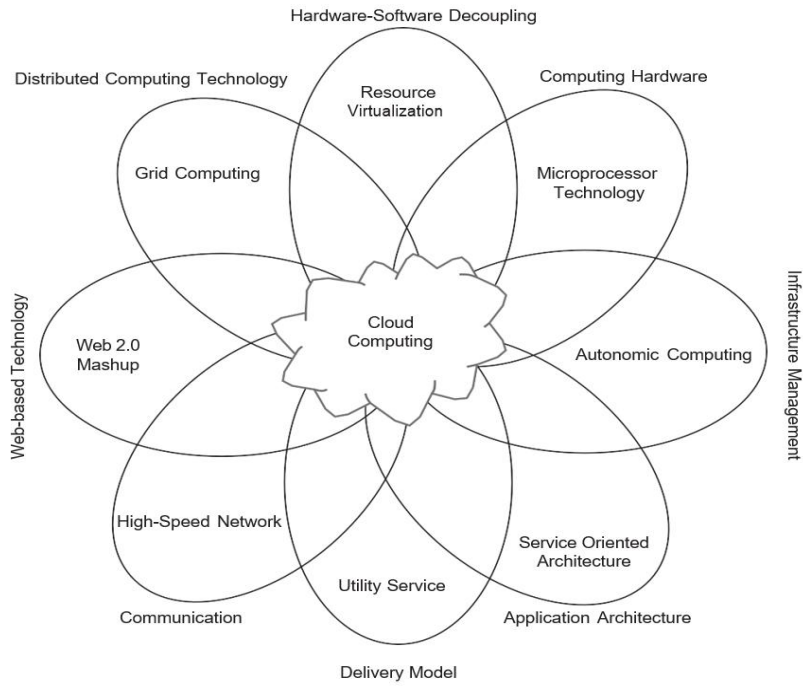 Hardware-Software Decoupling
Distributed Computing Technology
Computing Hardware
Resource
Virtualization
Grid Computing
Microprocessor
Technology
Web-based Technology
Infrastructure Management
Cloud
Computing
Web 2.0
Mashup
Autonomic Computing
High-Speed Network
Service Oriented
Architecture
Utility Service
Communication
Application Architecture
Delivery Model